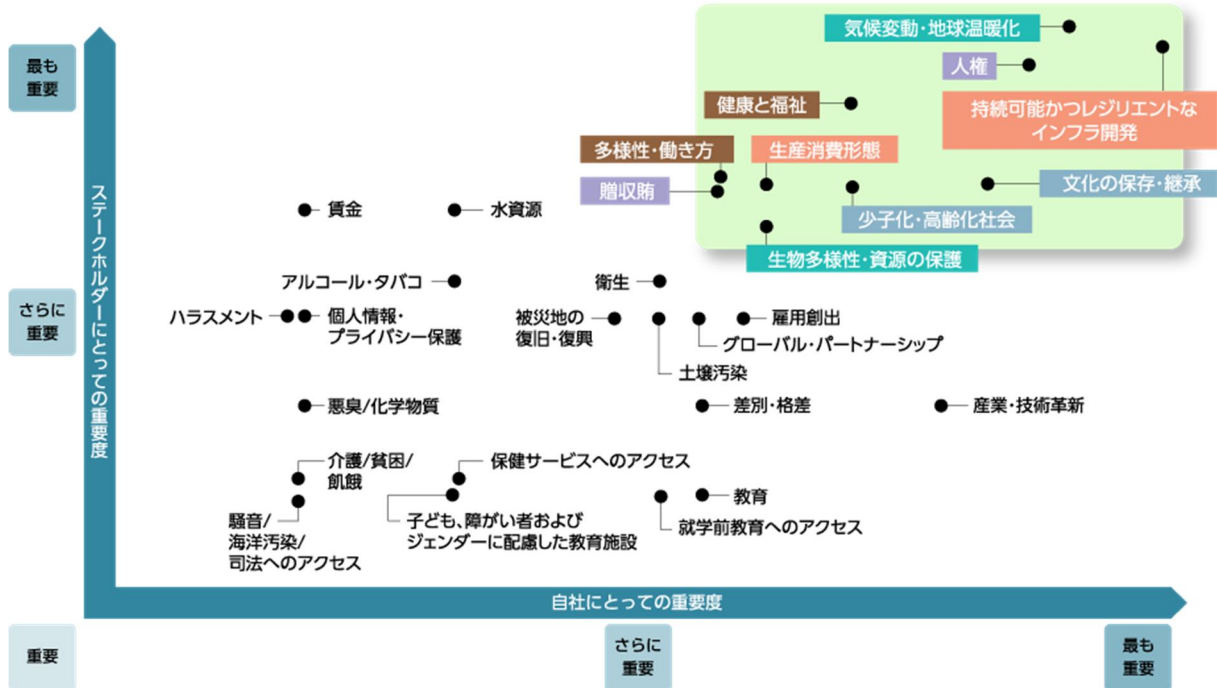 最も
重要
気候変動・地球温暖化
人権
健康と福祉
持続可能かつレジリエントな
インフラ開発
多様性・働き方
生産消費形態
贈収賄
文化の保存・継承
少子化・高齢化社会
生物多様性・資源の保護
ステークホルダーにとっての重要度
賃金
水資源
アルコール・タバコ
衛生
さらに
重要
ハラスメント
個人情報・
プライバシー保護
被災地の
復旧・復興
雇用創出
グローバル・パートナーシップ
土壌汚染
悪臭/化学物質
差別・格差
産業・技術革新
介護/貧困/
飢餓
保健サービスへのアクセス
騒音/
海洋汚染/
司法へのアクセス
子ども、障がい者および
ジェンダーに配慮した教育施設
教育
就学前教育へのアクセス
自社にとっての重要度
重要
さらに
重要
最も
重要